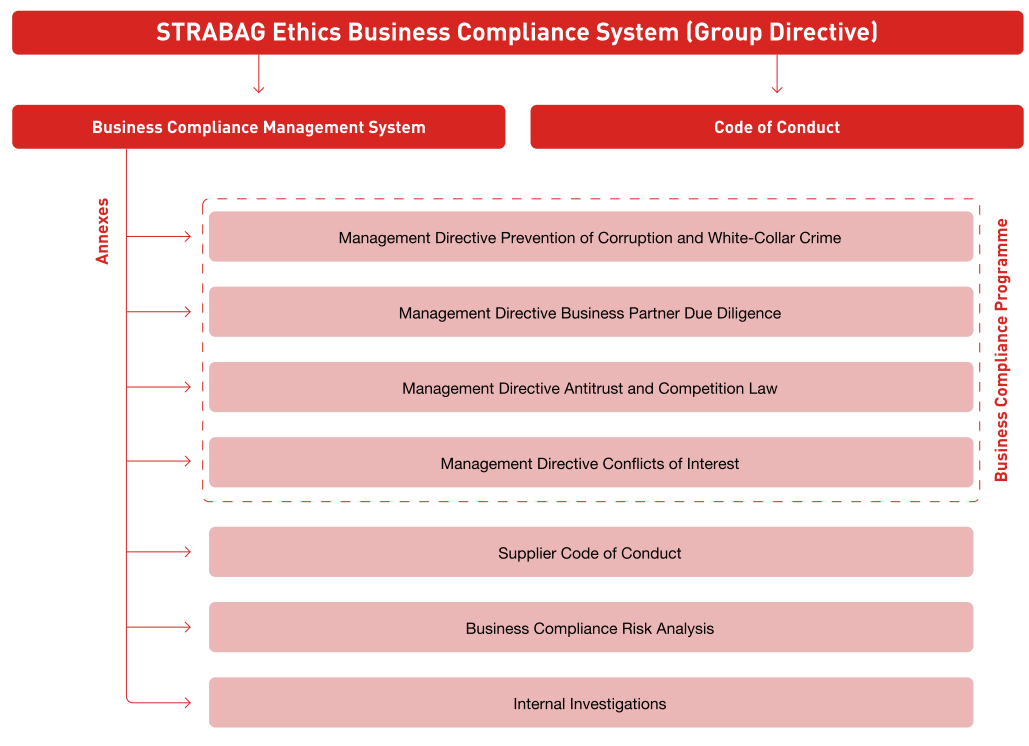 STRABAG Ethics Business Compliance System (Group Directive)
Business Compliance Management System
Code of Conduct
Annexes
Management Directive Prevention of Corruption and White-Collar Crime
Management Directive Business Partner Due Diligence
Management Directive Antitrust and Competition Law
Management Directive Conflicts of Interest
Business Compliance Programme
Supplier Code of Conduct
Business Compliance Risk Analysis
Internal Investigations